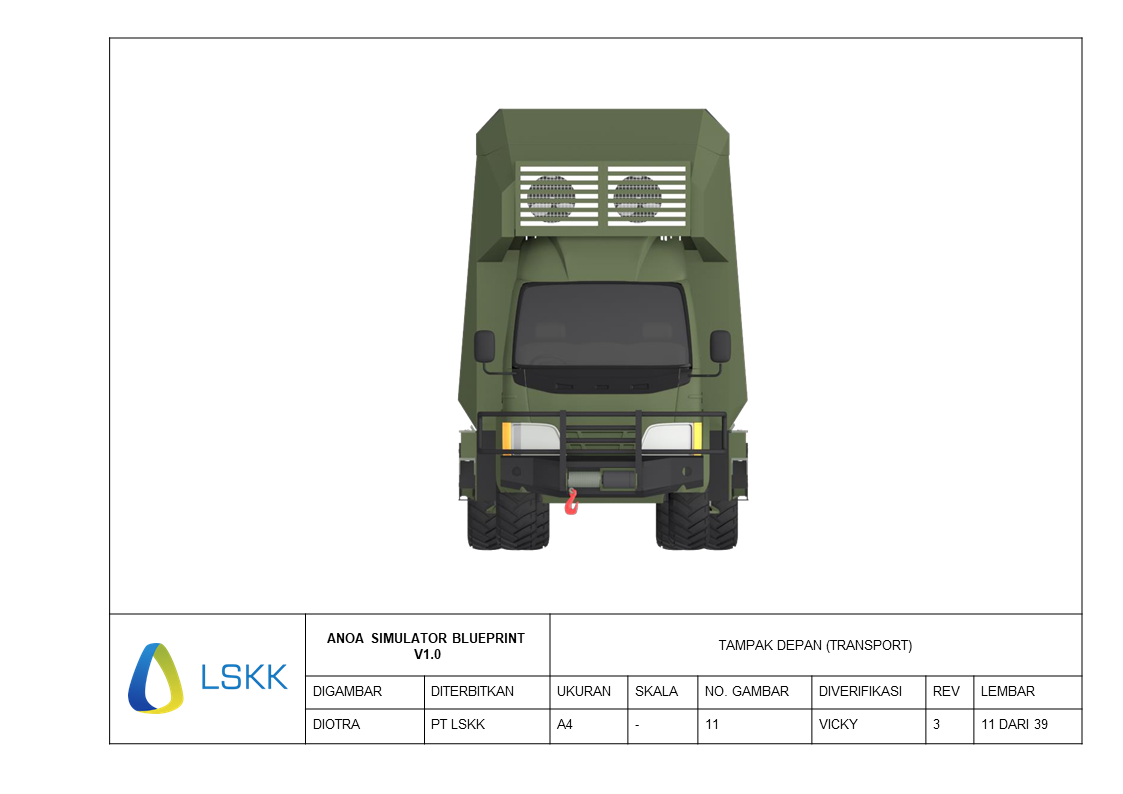 LSKK
ANOA SIMULATOR BLUEPRINT
V1.0
TAMPAK DEPAN (TRANSPORT)
DIGAMBAR DITERBITKAN UKURAN SKALA NO. GAMBAR DIVERIFIKASI REV LEMBAR
DIOTRA PT LSKK A4 - 11 VICKY 3 11 DARI 39